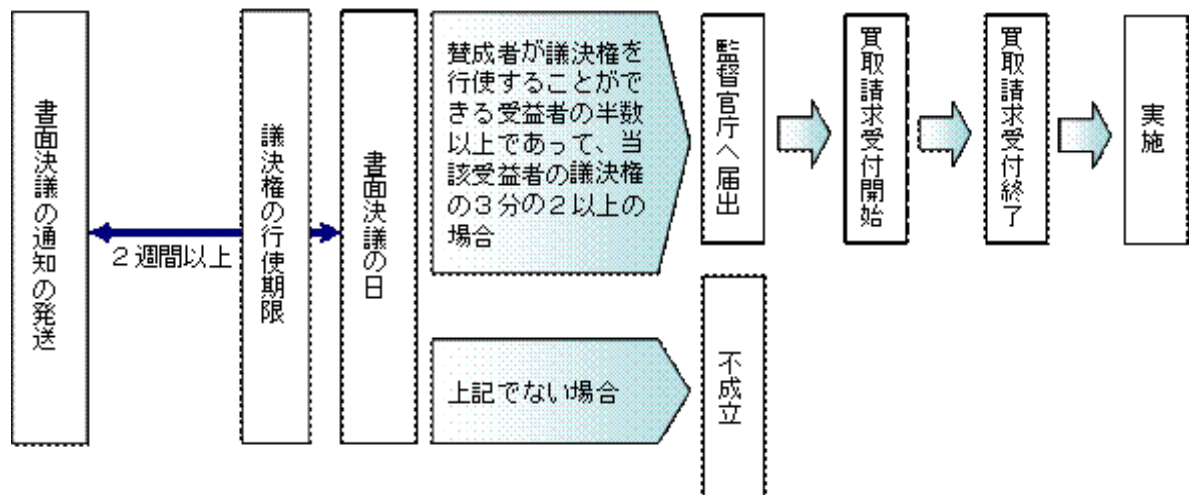 書面決議の通知の発送
2週間以上
議決権の行使期限
書面決議の日
賛成者が議決権を
行使することがで
きる受益者の半数
以上であって、当
該受益者の議決権
の3分の2以上の
場合
監督官庁へ届出
買取請求受付開始
買取請求受付終了
実施
上記でない場合
不成立